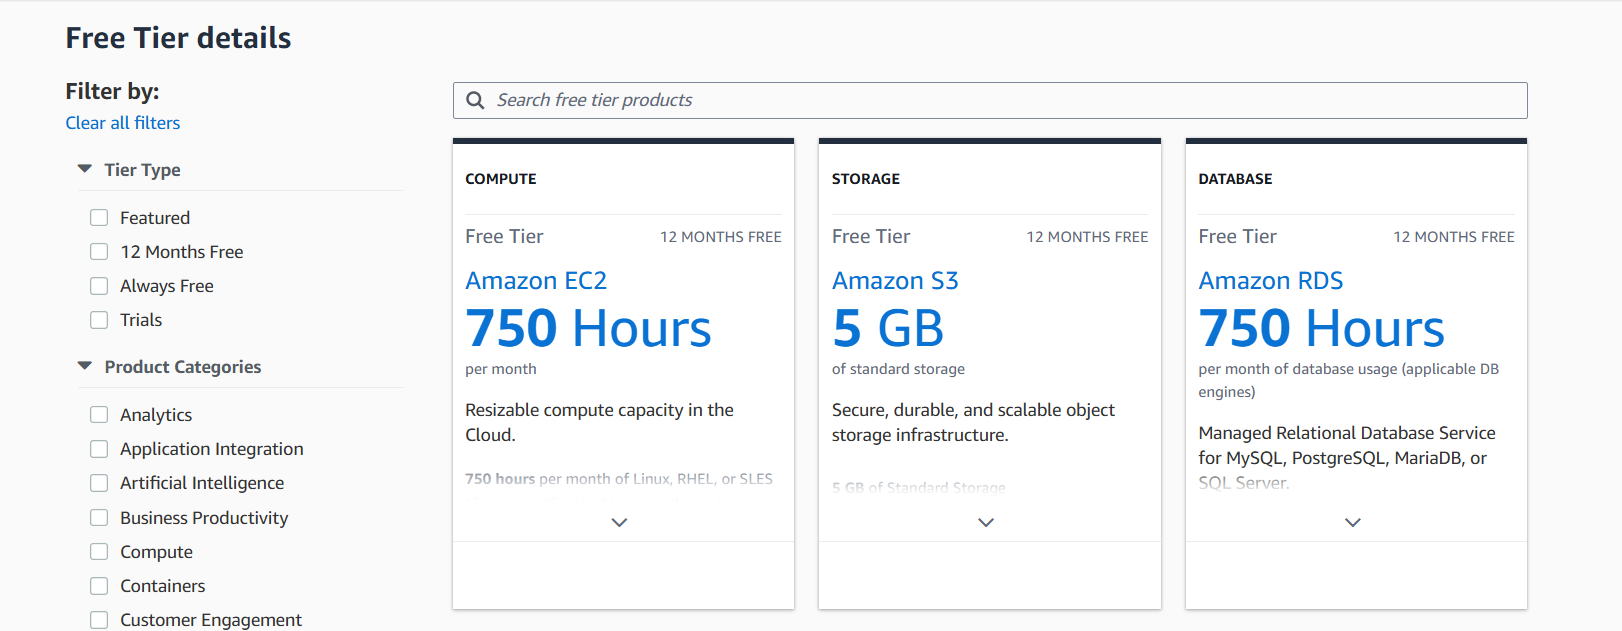 Free Tier details
Filter by:
Clear all filters
Tier Type
Featured
12 Months Free
Always Free
Trials
Product Categories
Analytics
Application Integration
Artificial Intelligence
Business Productivity
Compute
Containers
Customer Engagement
Search free tier products
COMPUTE
Free Tier 12 MONTHS FREE
Amazon EC2
750 Hours
per month
Resizable compute capacity in the
Cloud.
750 hours per month of Linux, RHEL, or SLES
STORAGE
Free Tier 12 MONTHS FREE
Amazon S3
5 GB
of standard storage
Secure, durable, and scalable object
storage infrastructure.
5 GB of Standard Storage
DATABASE
Free Tier 12 MONTHS FREE
Amazon RDS
750 Hours
per month of database usage (applicable DB
engines)
Managed Relational Database Service
for MySQL, PostgreSQL, MariaDB, or
SQL Server.